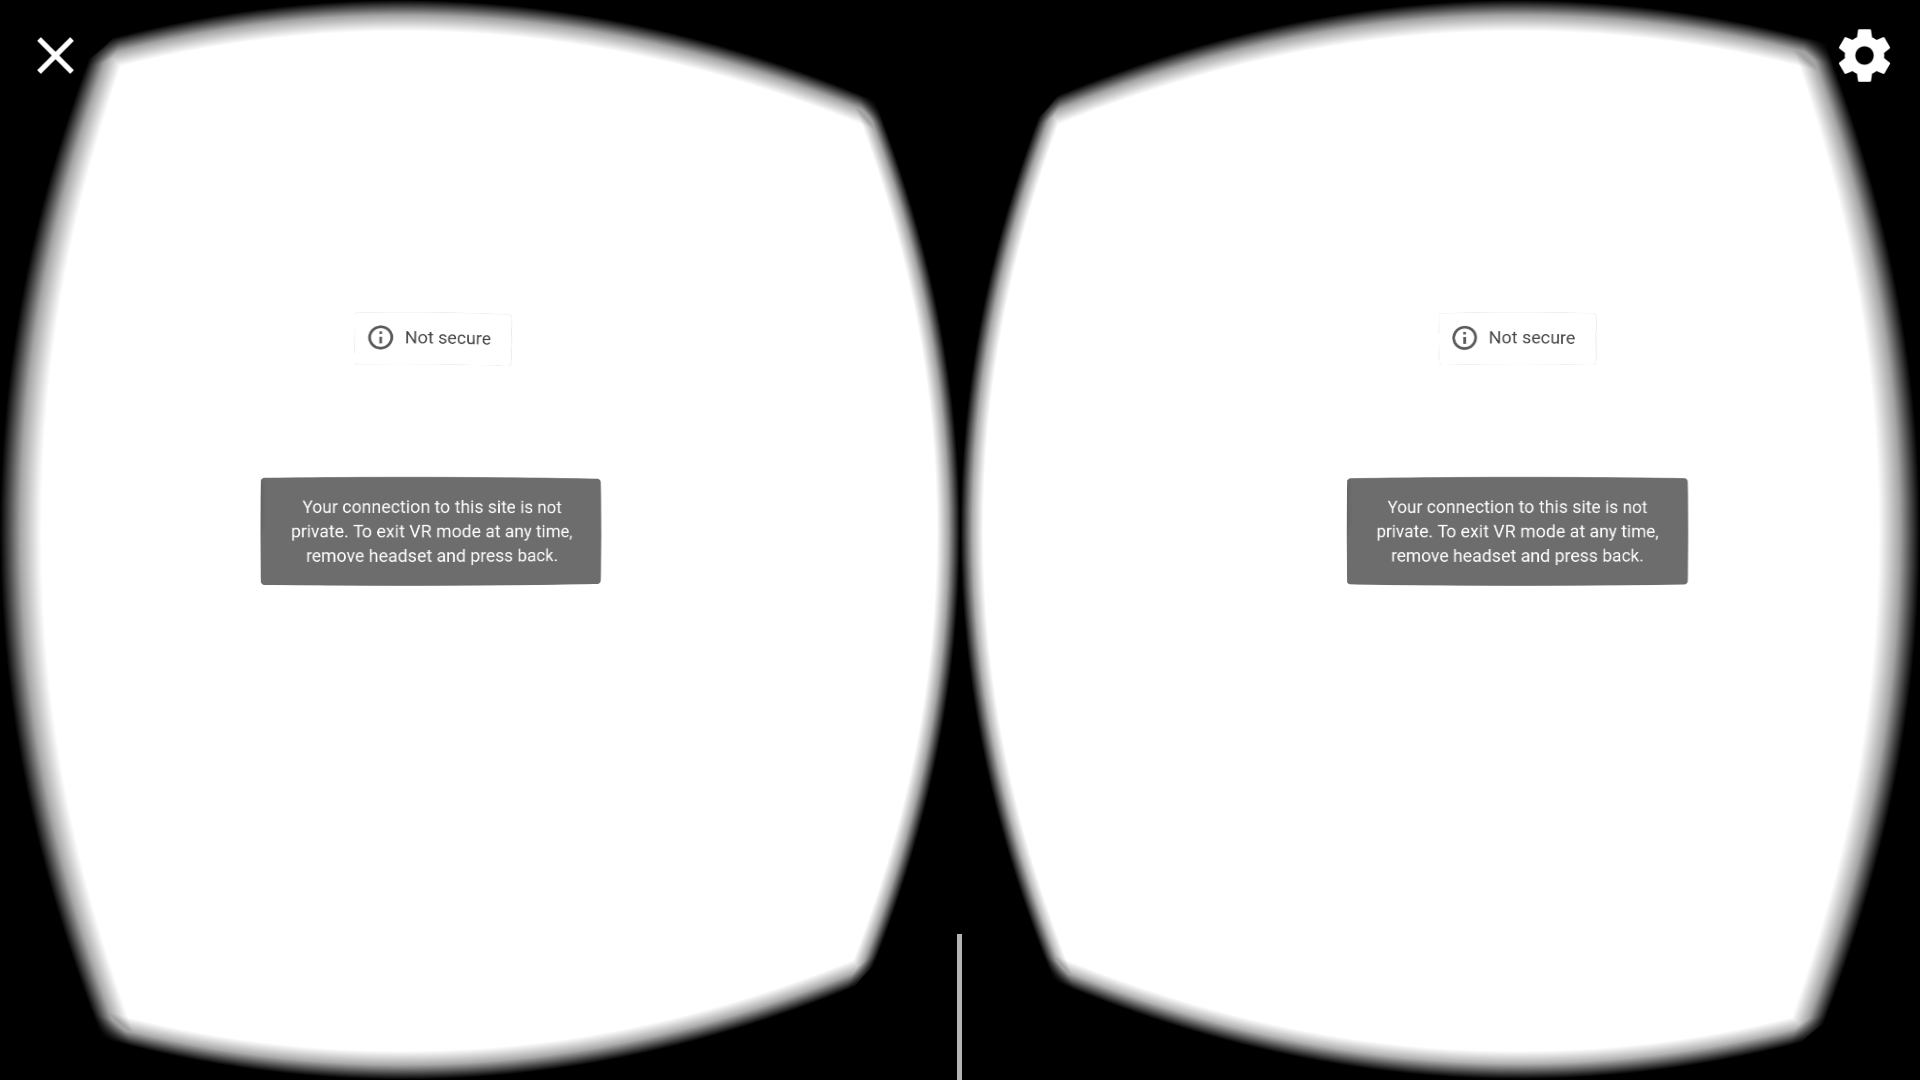 Not secure
Your connection to this site is not
private. To exit VR mode at any time,
remove headset and press back.
Not secure
Your connection to this site is not
private. To exit VR mode at any time,
remove headset and press back.